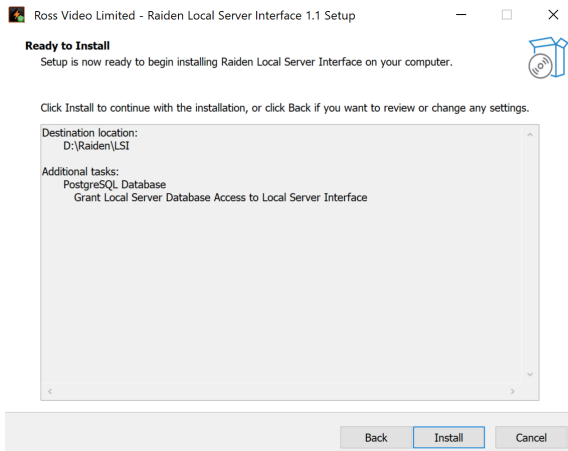 Ross Video Limited - Raiden Local Server Interface 1.1 Setup
Ready to Install
Setup is now ready to begin installing Raiden Local Server Interface on your computer.
Click Install to continue with the installation, or click Back if you want to review or change any settings.
Destination location:
D:\Raiden\LSI
Additional tasks:
PostgreSQL Database
Grant Local Server Database Access to Local Server Interface
Back
Install
Cancel